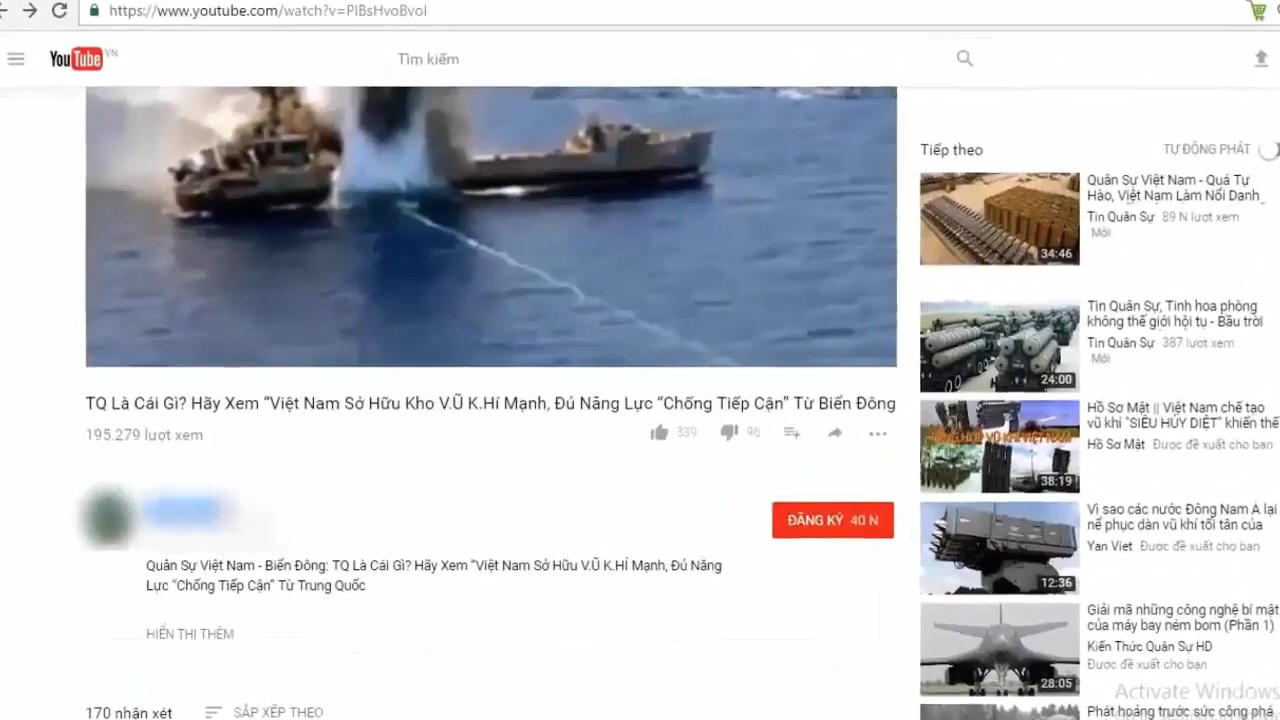 https://www.youtube.com/watch?v=PlBsHvoBvoI
YouTube VN
Tìm kiếm
TQ Là Cái Gì? Hãy Xem “Việt Nam Sở Hữu Kho V.Ũ K.Hí Mạnh, Đủ Năng Lực “Chống Tiếp Cận” Từ Biển Đông
195.279 lượt xem
339
96
ĐĂNG KÝ 40 N
Quân Sự Việt Nam - Biển Đông: TQ Là Cái Gì? Hãy Xem “Việt Nam Sở Hữu V.Ũ K.HÍ Mạnh, Đủ Năng
Lực “Chống Tiếp Cận” Từ Trung Quốc
HIỂN THỊ THÊM
170 nhận xét
SẮP XẾP THEO
Tiếp theo
TỰ ĐỘNG PHÁT
34:46
Quân Sự Việt Nam - Quá Tự
Hào, Việt Nam Làm Nổi Danh
Tin Quân Sự 89 N lượt xem
Mới
24:00
Tin Quân Sự, Tinh hoa phòng
không thế giới hội tụ - Bầu trời
Tin Quân Sự 387 lượt xem
Mới
TỔNG HỢP VŨ KHÍ VIỆT NAM
38:19
Hồ Sơ Mật || Việt Nam chế tạo
vũ khí "SIÊU HỦY DIỆT" khiến thế
Hồ Sơ Mật Được đề xuất cho bạn
12:36
Vì sao các nước Đông Nam Á lại
nể phục dàn vũ khí tối tân của
Yan Viet Được đề xuất cho bạn
28:05
Giải mã những công nghệ bí mật
của máy bay ném bom (Phần 1)
Kiến Thức Quân Sự HD
Được đề xuất cho bạn
Activate Windows
Phát hoảng trước sức công phá